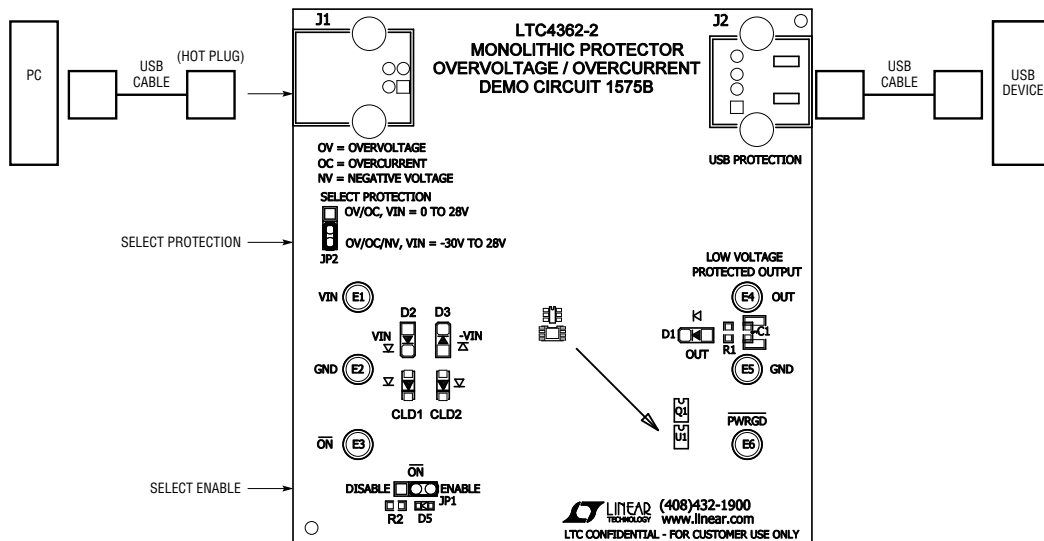 J1
LTC4362-2
MONOLITHIC PROTECTOR
OVERVOLTAGE / OVERCURRENT
DEMO CIRCUIT 1575B
J2
PC
USB
CABLE
(HOT PLUG)
USB
CABLE
USB
DEVICE
OV = OVERVOLTAGE
OC = OVERCURRENT
NV = NEGATIVE VOLTAGE
USB PROTECTION
SELECT PROTECTION
OV/OC, VIN = 0 TO 28V
SELECT PROTECTION
OV/OC/NV, VIN = -30V TO 28V
JP2
LOW VOLTAGE
PROTECTED OUTPUT
VIN
E1
E4
OUT
D2
D3
VIN
-VIN
D1
R1
C1
OUT
GND
E2
E5
GND
CLD1
CLD2
Q1
U1
PWRGD
ON
E3
E6
ON
SELECT ENABLE
DISABLE
ENABLE
JP1
R2
D5
LINEAR
TECHNOLOGY
(408)432-1900
www.linear.com
LTC CONFIDENTIAL - FOR CUSTOMER USE ONLY